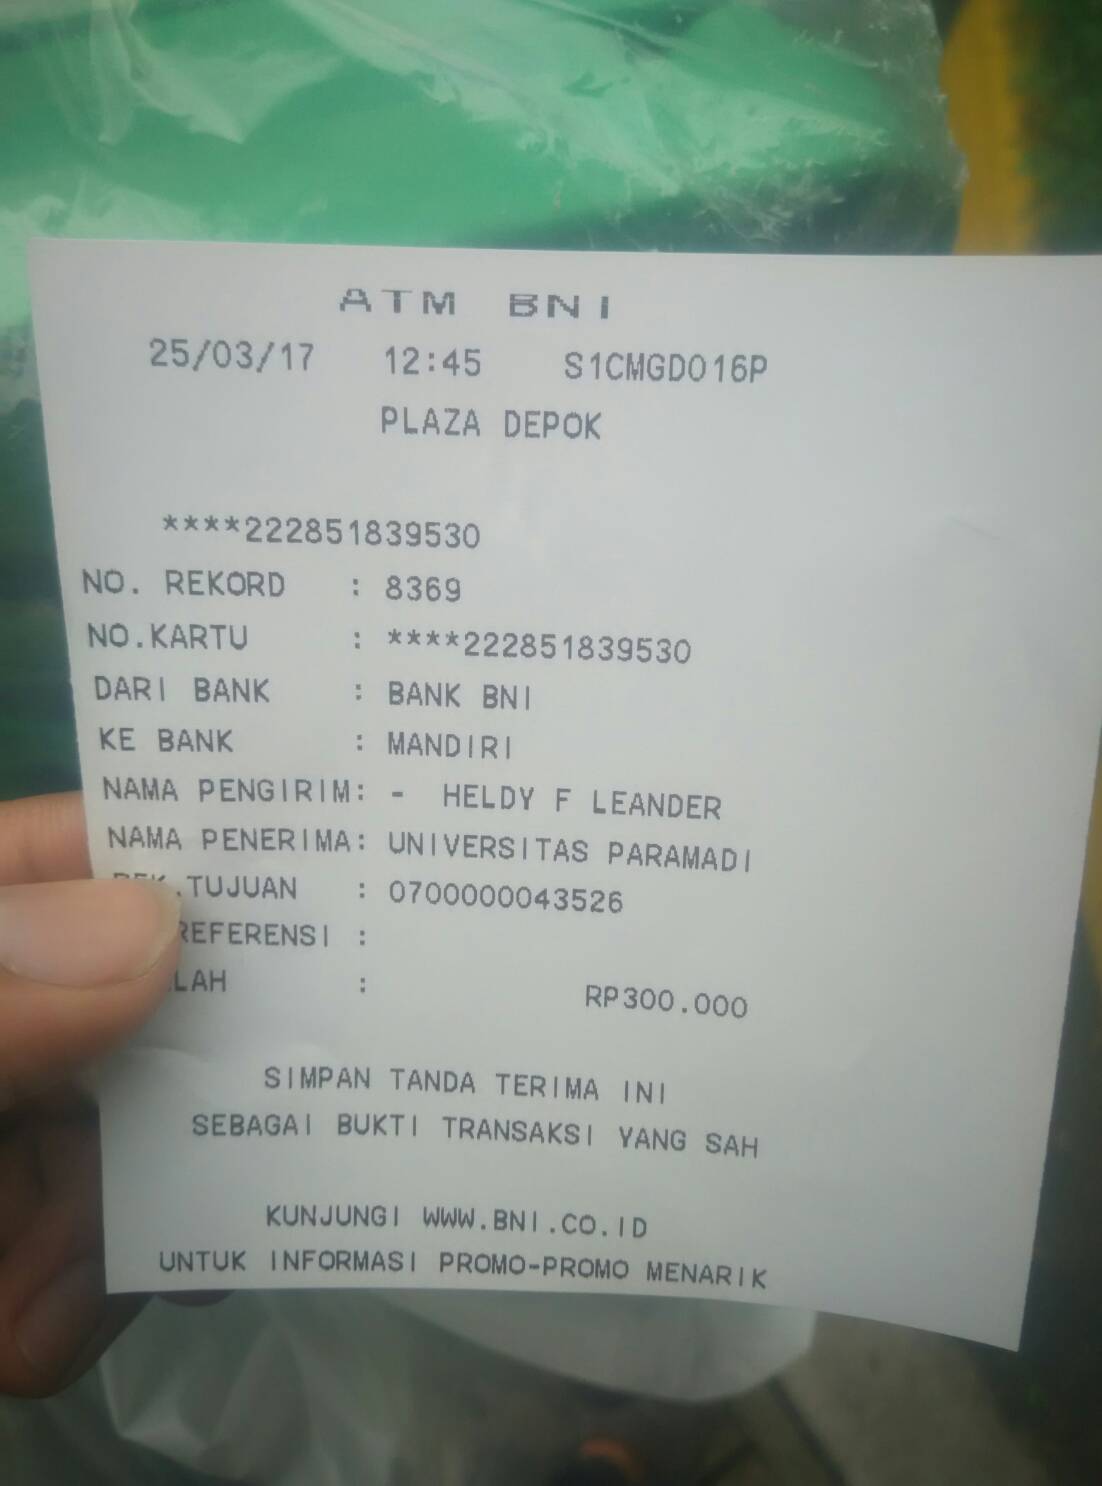 ATM BNI
25/03/17 12:45 S1CMGD016P
PLAZA DEPOK
****222851839530
NO. REKORD : 8369
NO.KARTU : ****222851839530
DARI BANK : BANK BNI
KE BANK : MANDIRI
NAMA PENGIRIM: - HELDY F LEANDER
NAMA PENERIMA: UNIVERSITAS PARAMADI
REK.TUJUAN : 0700000043526
REFERENSI :
LAH : RP300.000
SIMPAN TANDA TERIMA INI
SEBAGAI BUKTI TRANSAKSI YANG SAH
KUNJUNGI WWW.BNI.CO.ID
UNTUK INFORMASI PROMO-PROMO MENARIK